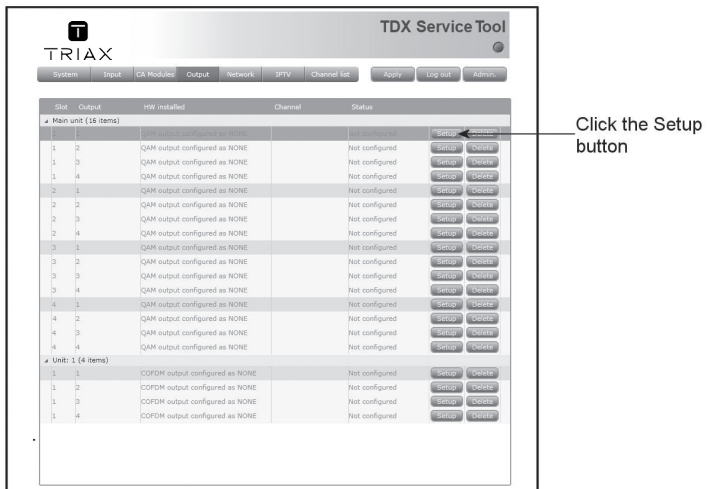 TDX Service Tool
TRIAX
System Input CA Modules Output Network IPTV Channel list Apply Log out Admin.
Slot Output HW installed Channel Status
Main unit (16 items)
1 1 QAM output configured as NONE Not configured Setup Delete
1 2 QAM output configured as NONE Not configured Setup Delete
1 3 QAM output configured as NONE Not configured Setup Delete
1 4 QAM output configured as NONE Not configured Setup Delete
2 1 QAM output configured as NONE Not configured Setup Delete
2 2 QAM output configured as NONE Not configured Setup Delete
2 3 QAM output configured as NONE Not configured Setup Delete
2 4 QAM output configured as NONE Not configured Setup Delete
3 1 QAM output configured as NONE Not configured Setup Delete
3 2 QAM output configured as NONE Not configured Setup Delete
3 3 QAM output configured as NONE Not configured Setup Delete
3 4 QAM output configured as NONE Not configured Setup Delete
4 1 QAM output configured as NONE Not configured Setup Delete
4 2 QAM output configured as NONE Not configured Setup Delete
4 3 QAM output configured as NONE Not configured Setup Delete
4 4 QAM output configured as NONE Not configured Setup Delete
Unit: 1 (4 items)
1 1 COFDM output configured as NONE Not configured Setup Delete
1 2 COFDM output configured as NONE Not configured Setup Delete
1 3 COFDM output configured as NONE Not configured Setup Delete
1 4 COFDM output configured as NONE Not configured Setup Delete
Click the Setup
button